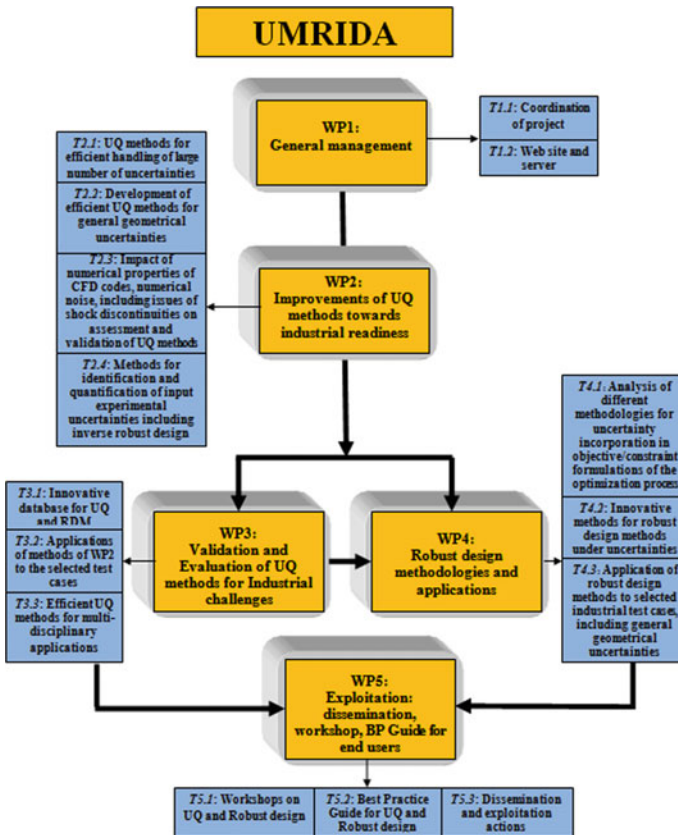 UMRIDA
WP1:
General management
T1.1: Coordination
of project
T1.2: Web site and
server
T2.1: UQ methods for
efficient handling of large
number of uncertainties
T2.2: Development of
efficient UQ methods for
general geometrical
uncertainties
T2.3: Impact of
numerical properties of
CFD codes, numerical
noise, including issues of
shock discontinuities on
assessment and
validation of UQ methods
T2.4: Methods for
identification and
quantification of input
experimental
uncertainties including
inverse robust design
WP2:
Improvements of UQ
methods towards
industrial readiness
T3.1: Innovative
database for UQ
and RDM
T3.2: Applications
of methods of WP2
to the selected test
cases
T3.3: Efficient UQ
methods for multi-
disciplinary
applications
WP3:
Validation and
Evaluation of UQ
methods for Industrial
challenges
WP4:
Robust design
methodologies and
applications
T4.1: Analysis of
different
methodologies for
uncertainty
incorporation in
objective/constraint
formulations of the
optimization process
T4.2: Innovative
methods for robust
design methods
under uncertainties
T4.3: Application of
robust design
methods to selected
industrial test cases,
including general
geometrical
uncertainties
WP5:
Exploitation:
dissemination,
workshop, BP Guide for
end users
T5.1: Workshops on
UQ and Robust design
T5.2: Best Practice
Guide for UQ and
Robust design
T5.3: Dissemination
and exploitation
actions